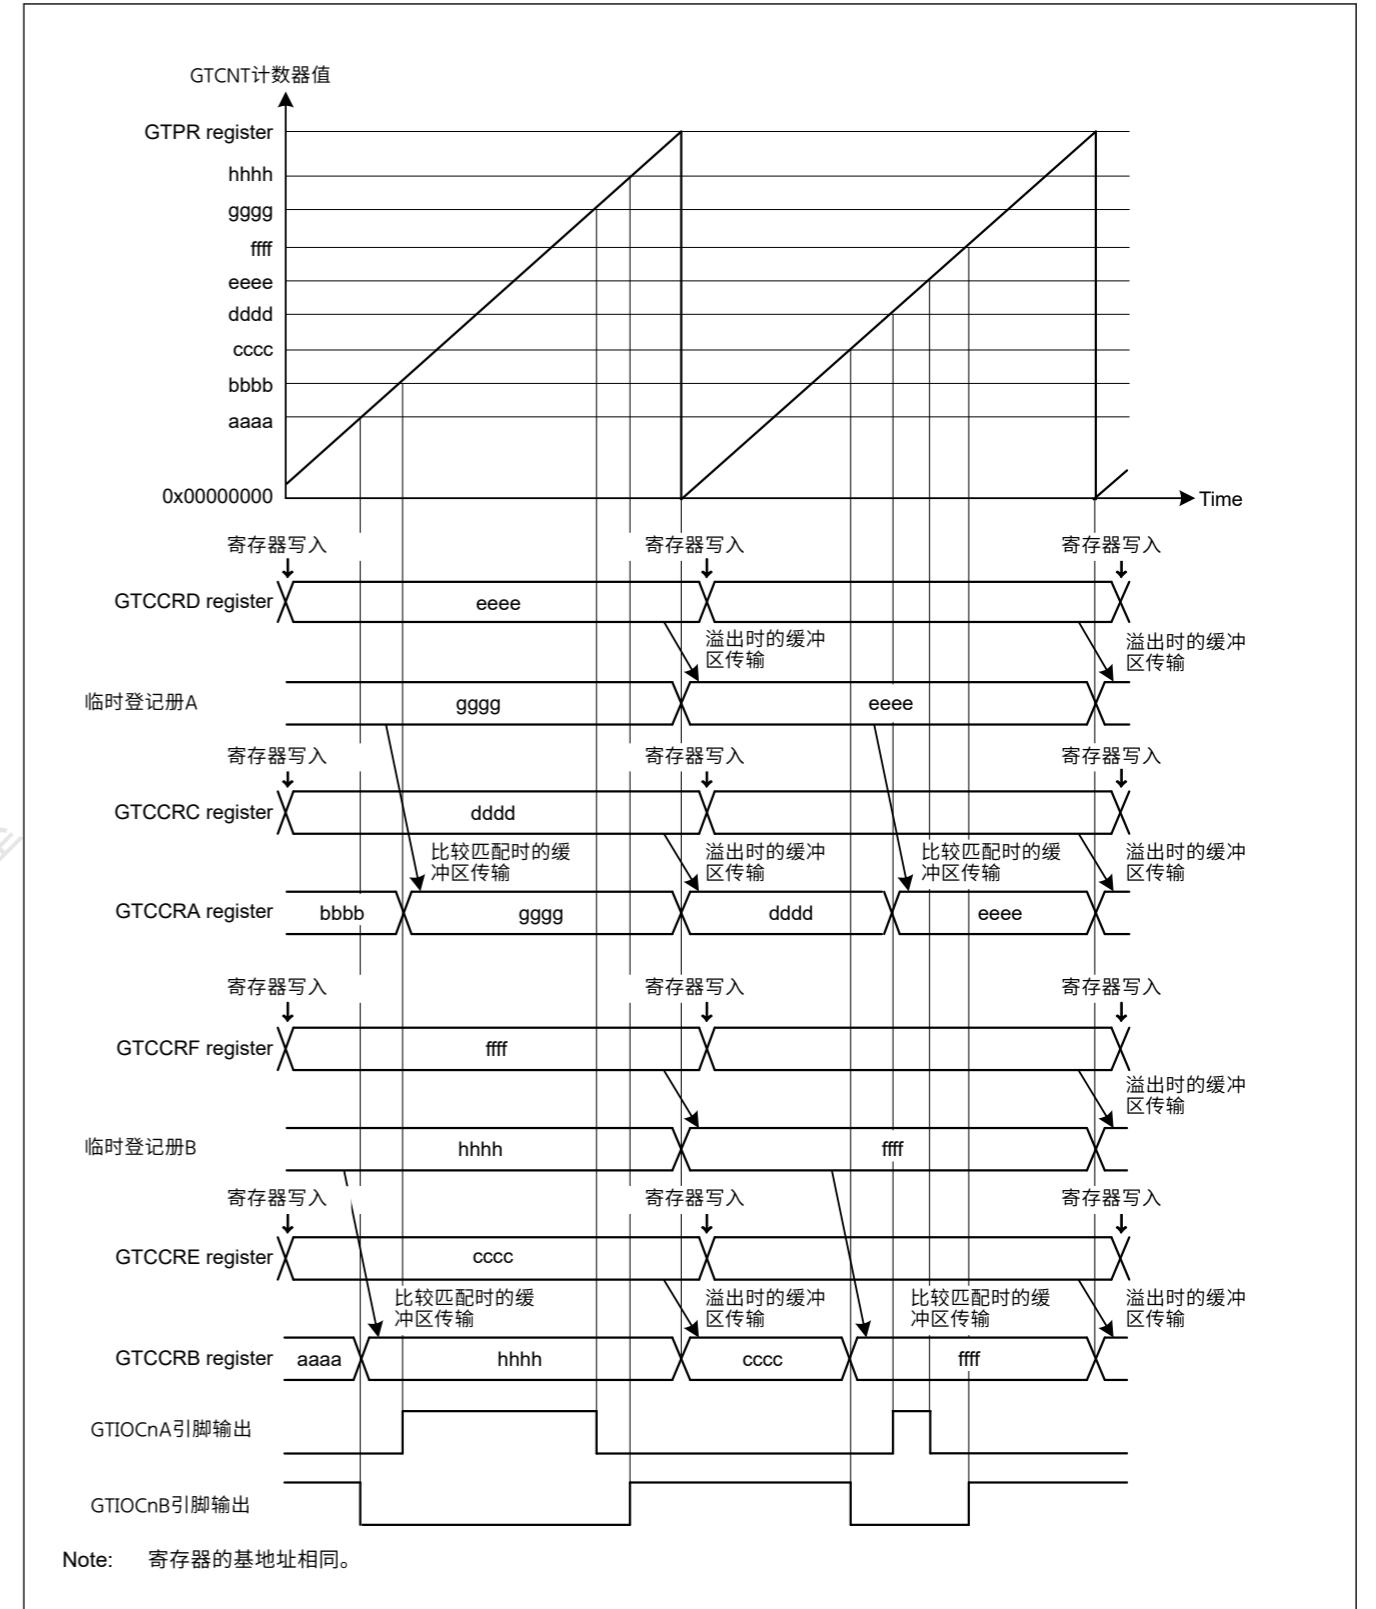 GTCNT计数器值
GTPR register
hhhh
gggg
ffff
eeee
dddd
cccc
bbbb
aaaa
0x00000000
Time
寄存器写入 寄存器写入 寄存器写入
GTCCRD register eeee
溢出时的缓冲
区传输
溢出时的缓冲
区传输
临时登记册A gggg eeee
寄存器写入 寄存器写入 寄存器写入
GTCCRC register dddd
比较匹配时的缓
冲区传输
溢出时的缓冲
区传输
比较匹配时的缓
冲区传输
溢出时的缓冲
区传输
GTCCRA register bbbb gggg dddd eeee
寄存器写入 寄存器写入 寄存器写入
GTCCRF register ffff
溢出时的缓冲
区传输
临时登记册B hhhh ffff
寄存器写入 寄存器写入 寄存器写入
GTCCRE register cccc
比较匹配时的缓
冲区传输
溢出时的缓冲
区传输
比较匹配时的缓
冲区传输
溢出时的缓冲
区传输
GTCCRB register aaaa hhhh cccc ffff
GTIOCnA引脚输出
GTIOCnB引脚输出
Note: 寄存器的基地址相同。